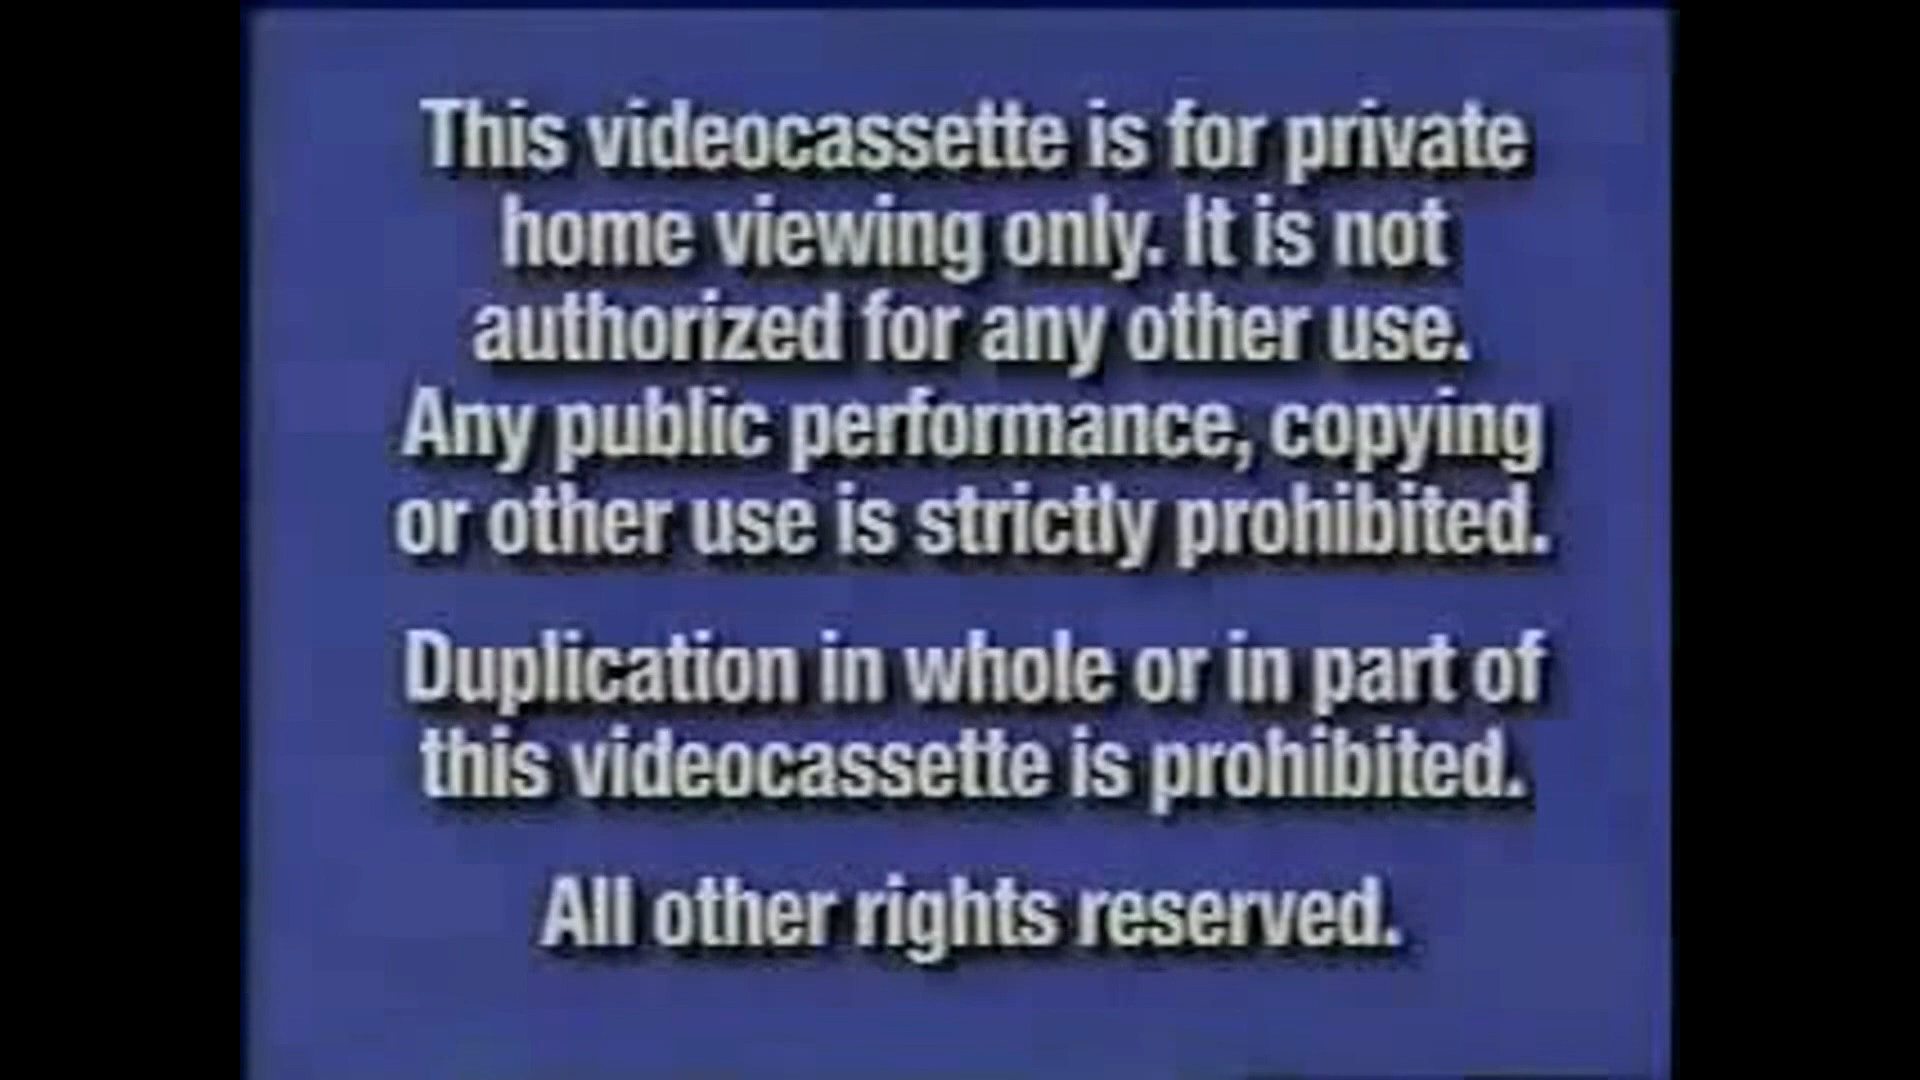 This videocassette is for private
home viewing only. It is not
authorized for any other use.
Any public performance, copying
or other use is strictly prohibited.
Duplication in whole or in part of
this videocassette is prohibited.
All other rights reserved.